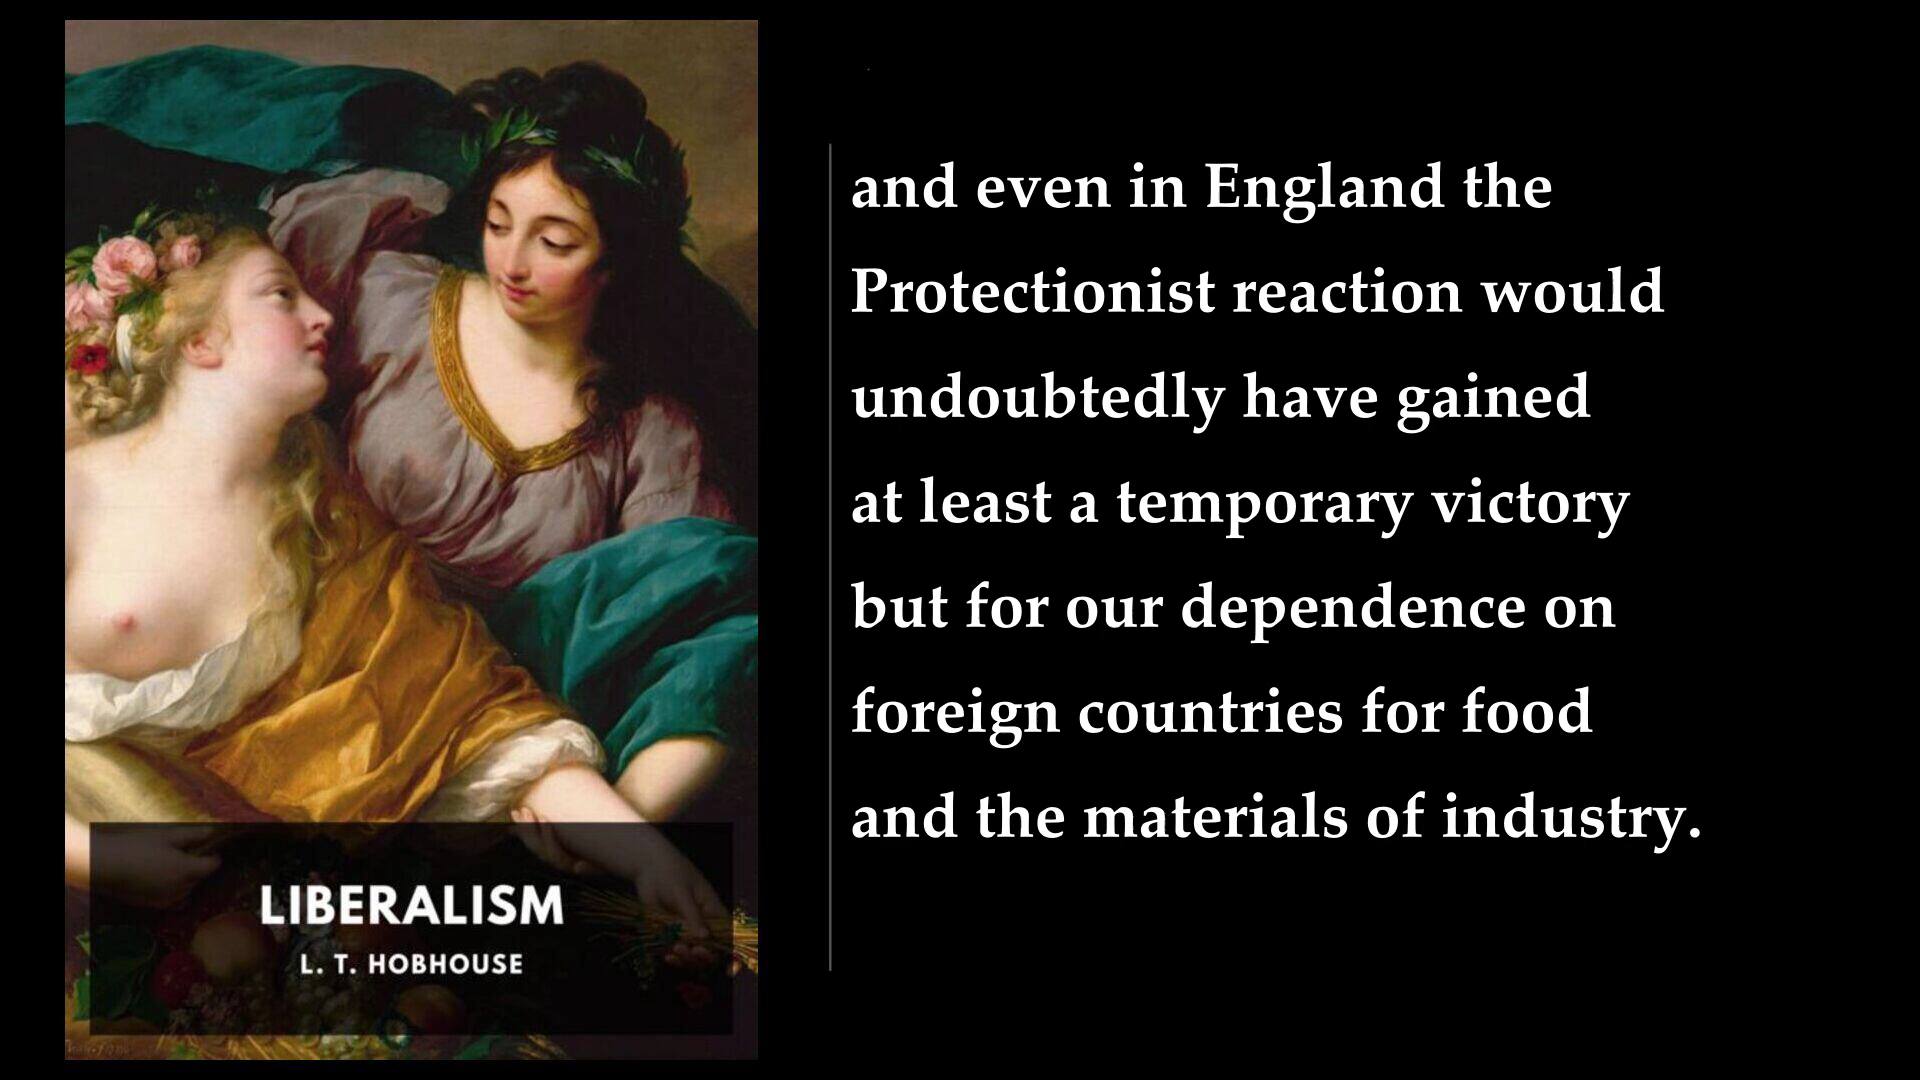 and even in England the
Protectionist reaction would
undoubtedly have gained
at least a temporary victory
but for our dependence on
foreign countries for food
and the materials of industry.
LIBERALISM
L. T. HOBHOUSE